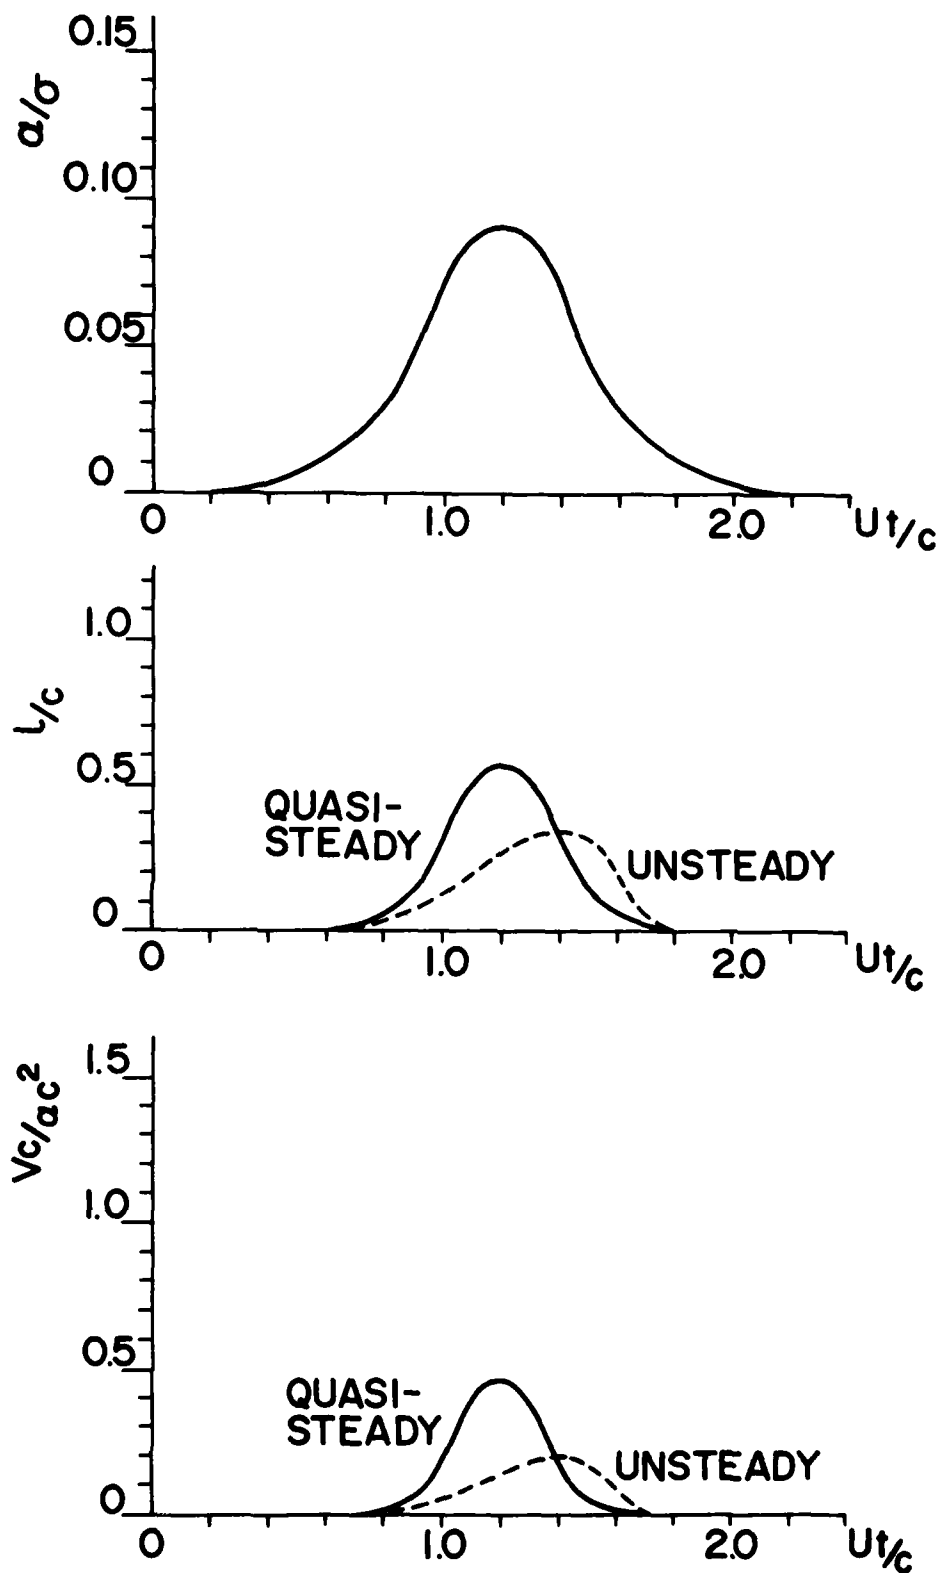 0.15
α/σ
0.10
0.05
0
0 1.0 2.0 Ut/c
1.0
l/c
0.5
QUASI-
STEADY
UNSTEADY
0
0 1.0 2.0 Ut/c
1.5
Vc/αc²
1.0
0.5
QUASI-
STEADY
UNSTEADY
0
0 1.0 2.0 Ut/c